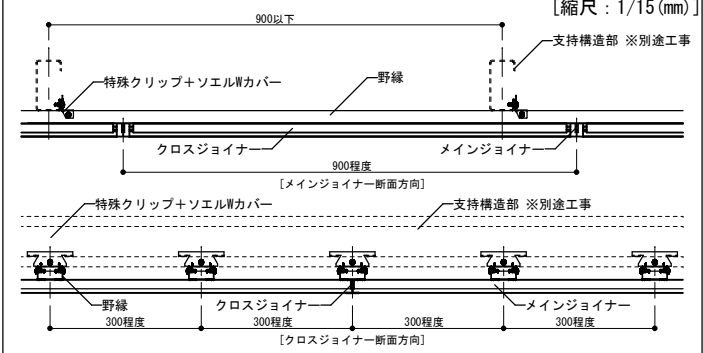 [縮尺：1/15(mm)]
900以下
支持構造部 ※別途工事
特殊クリップ＋ソエルWカバー
野縁
クロスジョイナー
メインジョイナー
900程度
[メインジョイナー断面方向]
特殊クリップ＋ソエルWカバー
支持構造部 ※別途工事
野縁
クロスジョイナー
メインジョイナー
300程度 300程度 300程度 300程度
[クロスジョイナー断面方向]